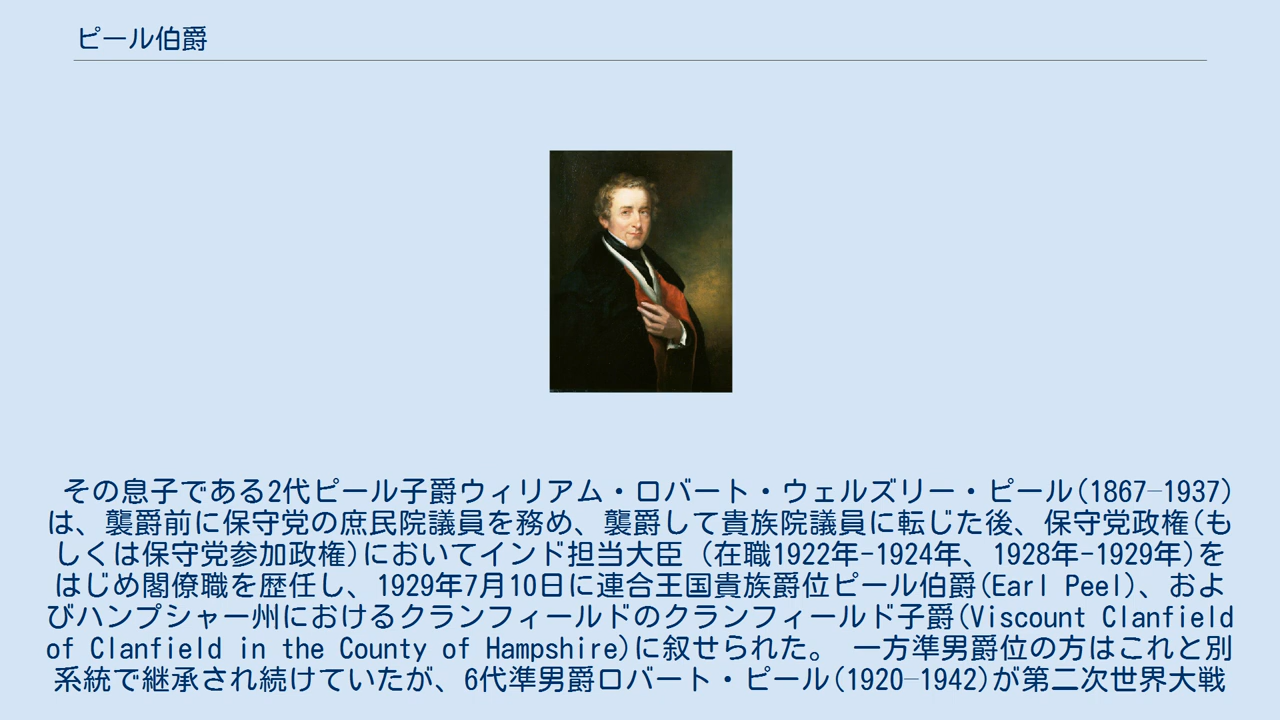 ピール伯爵
その息子である2代ピール子爵ウィリアム・ロバート・ウェルズリー・ピール(1867–1937)
は、襲爵前に保守党の庶民院議員を務め、襲爵して貴族院議員に転じた後、保守党政権(も
しくは保守党参加政権)においてインド担当大臣 (在職1922年-1924年、1928年-1929年)を
はじめ閣僚職を歴任し、1929年7月10日に連合王国貴族爵位ピール伯爵(Earl Peel)、およ
びハンプシャー州におけるクランフィールドのクランフィールド子爵(Viscount Clanfield
of Clanfield in the County of Hampshire)に叙せられた。 一方準男爵位の方はこれと別
系統で継承され続けていたが、6代準男爵ロバート・ピール(1920–1942)が第二次世界大戦